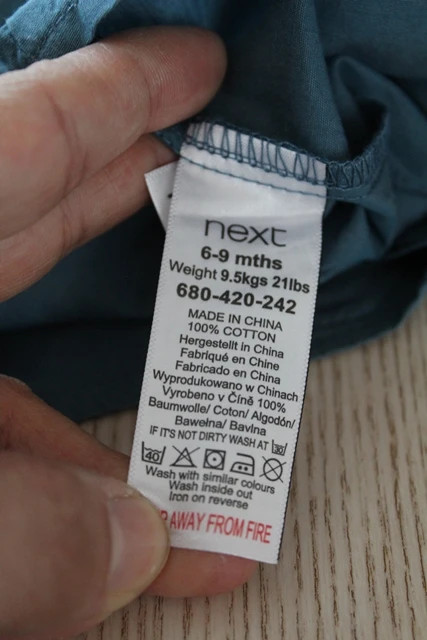 next
6-9 mths
Weight 9.5kgs 21lbs
680-420-242
MADE IN CHINA
100% COTTON
Hergestellt in China
Fabriqué en Chine
Fabricado en China
Wyprodukowano w Chinach
Vyrobeno v Číně 100%
Baumwolle/ Coton/ Algodón/
Bawełna/ Bavlna
IF IT'S NOT DIRTY WASH AT 30
40
Wash with similar colours
Wash inside out
Iron on reverse
AWAY FROM FIRE